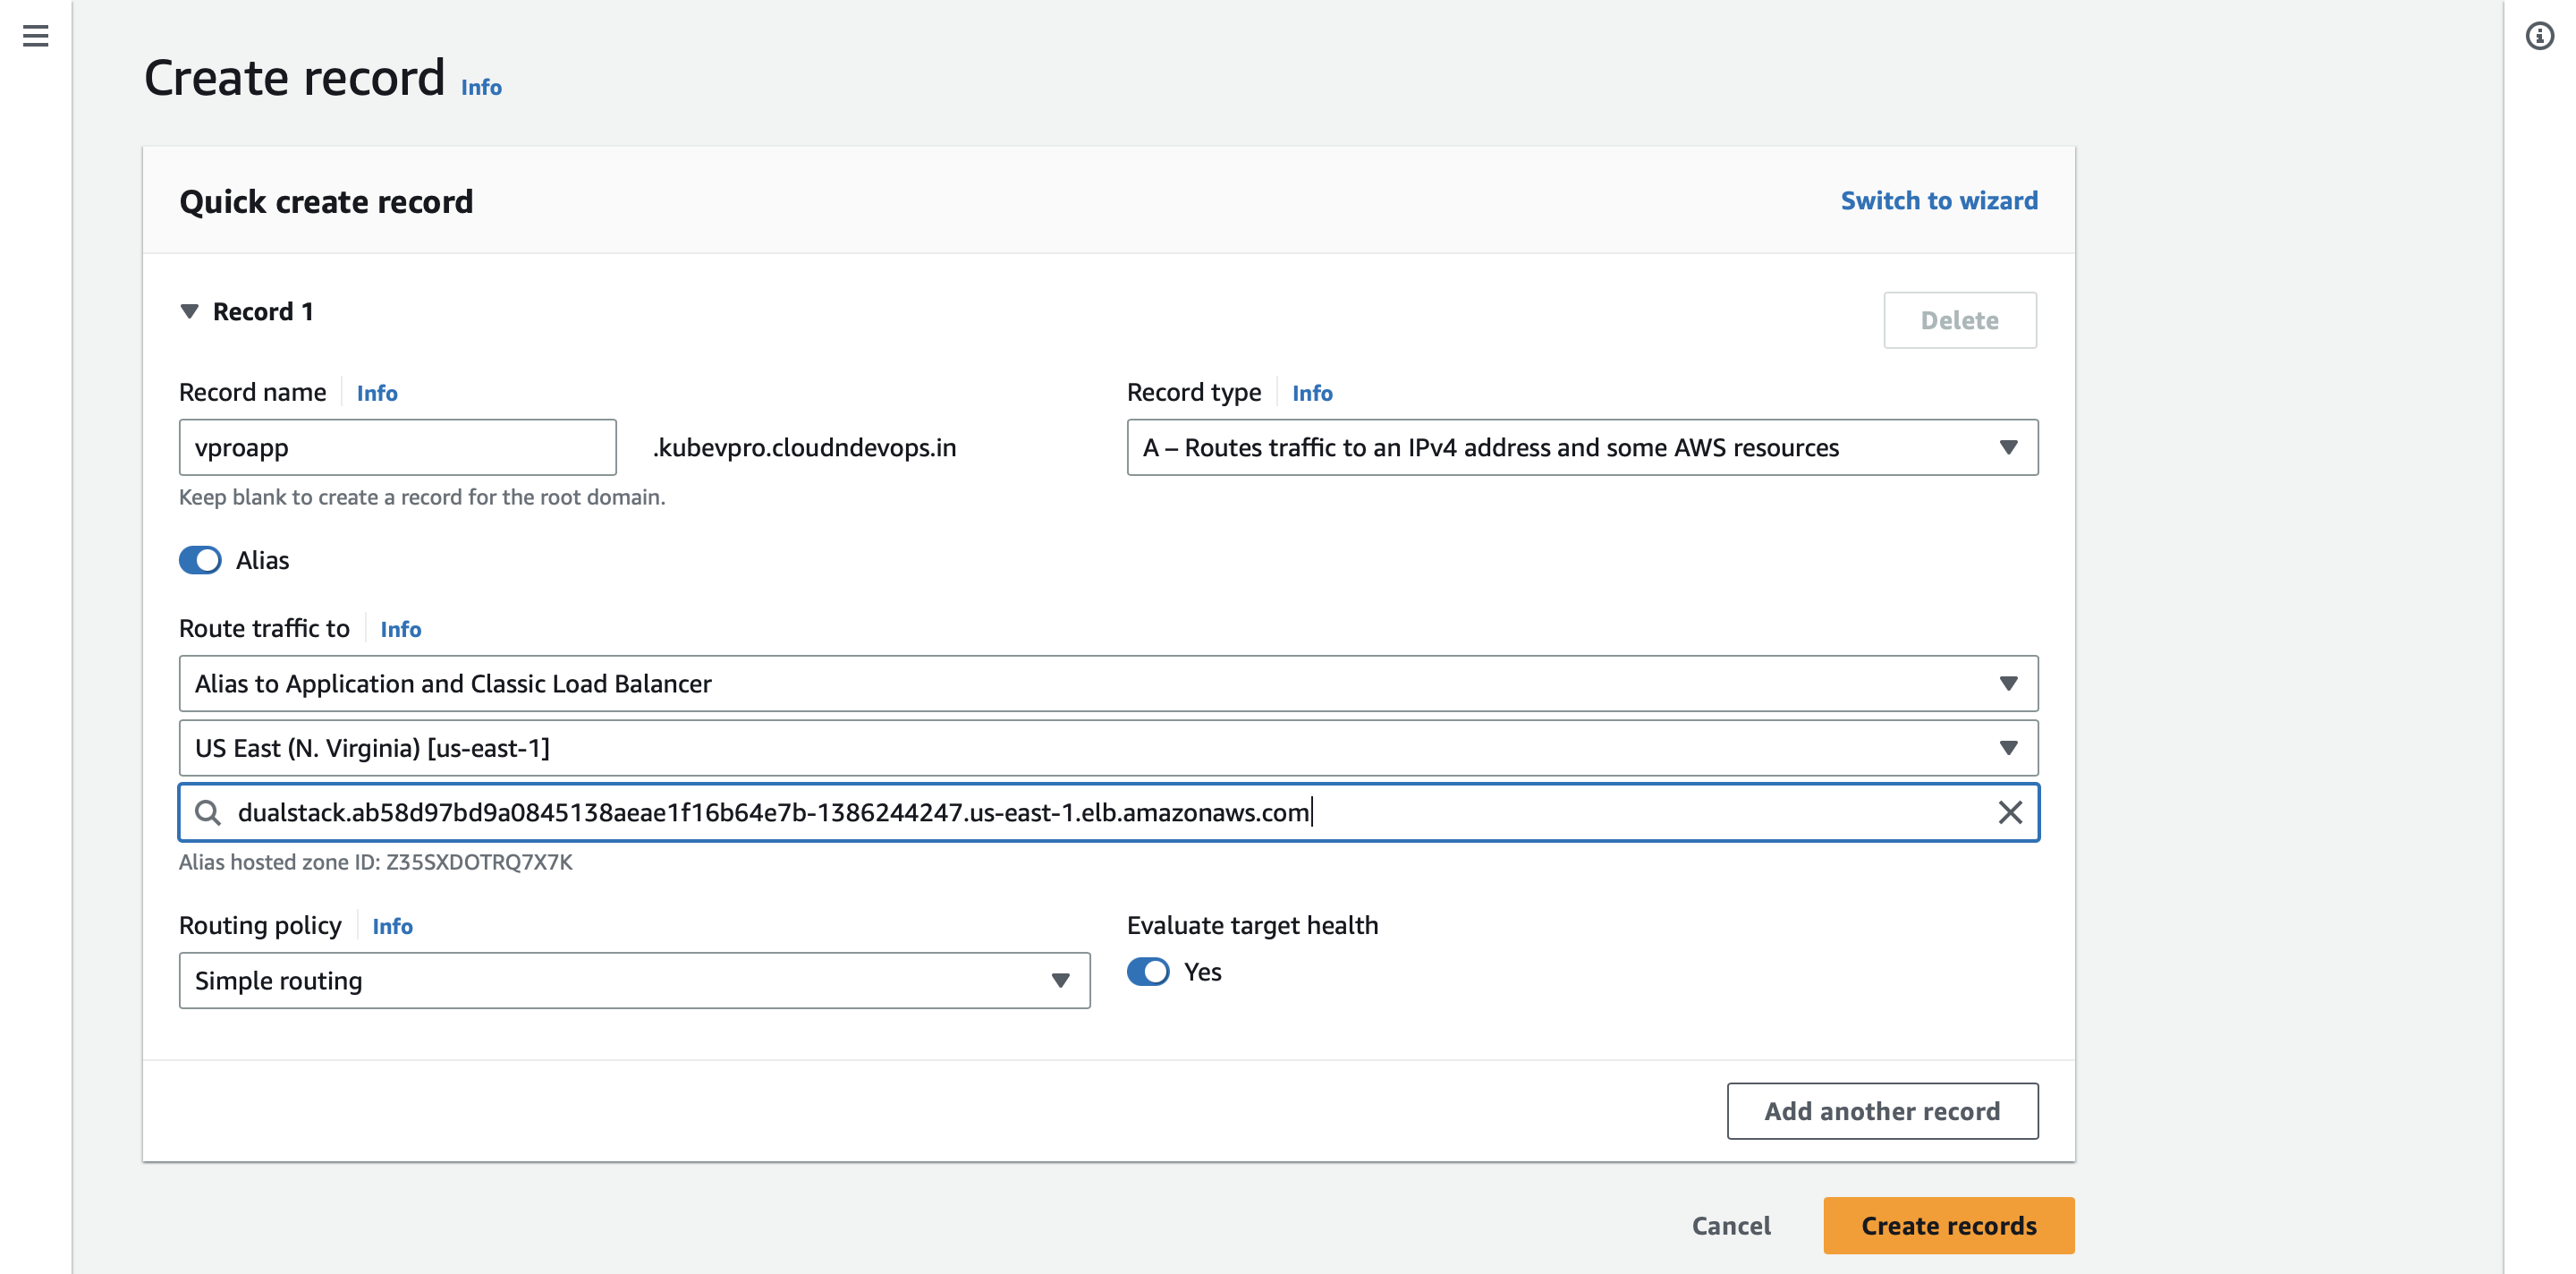 Create record Info
Quick create record
Switch to wizard
Record 1
Delete
Record name Info
Record type Info
vproapp
.kubevpro.cloudndevops.in
A – Routes traffic to an IPv4 address and some AWS resources
Keep blank to create a record for the root domain.
Alias
Route traffic to Info
Alias to Application and Classic Load Balancer
US East (N. Virginia) [us-east-1]
dualstack.ab58d97bd9a0845138aeae1f16b64e7b-1386244247.us-east-1.elb.amazonaws.com
Alias hosted zone ID: Z35SXDOTRQ7X7K
Routing policy Info
Evaluate target health
Simple routing
Yes
Add another record
Cancel
Create records